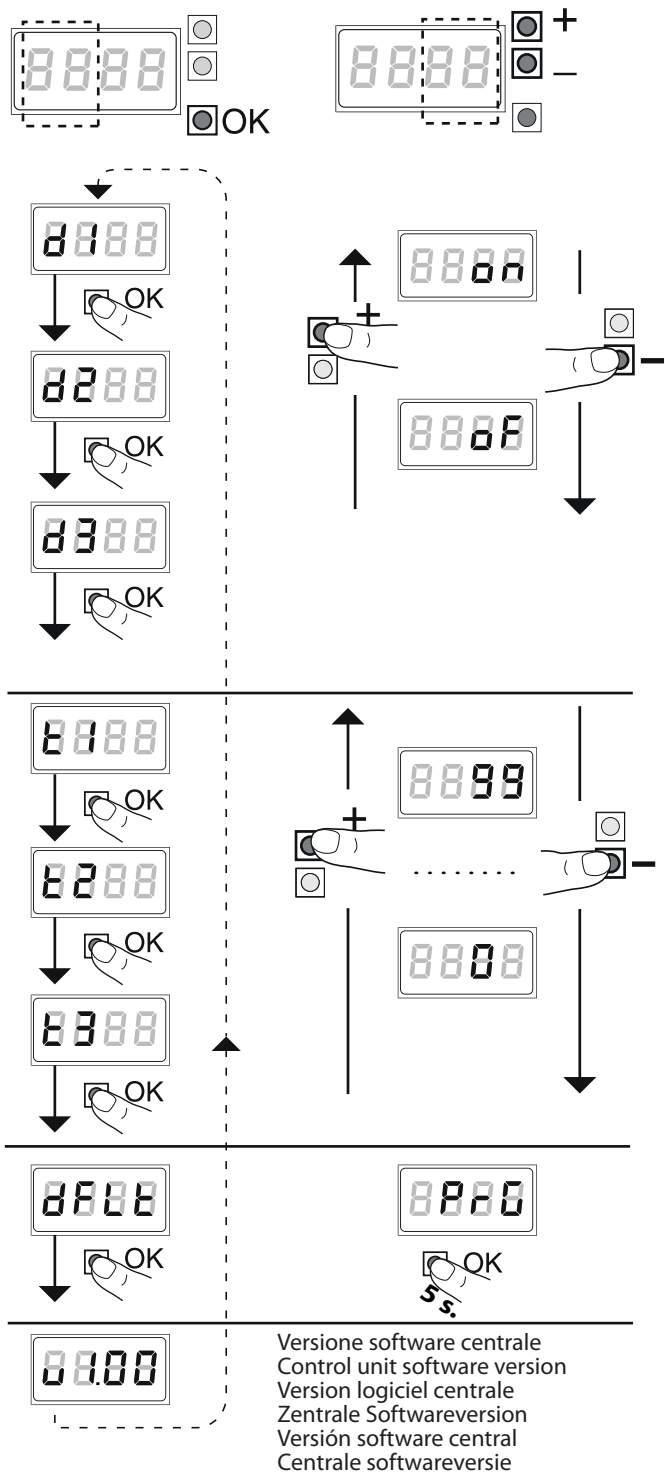 +
−
OK
d1
OK
d2
OK
d3
OK
on
+
−
oF
t1
OK
t2
OK
t3
OK
99
+
−
........
0
dFLt
OK
PrG
OK
5 s.
u1.00
Versione software centrale
Control unit software version
Version logiciel centrale
Zentrale Softwareversion
Versión software central
Centrale softwareversie